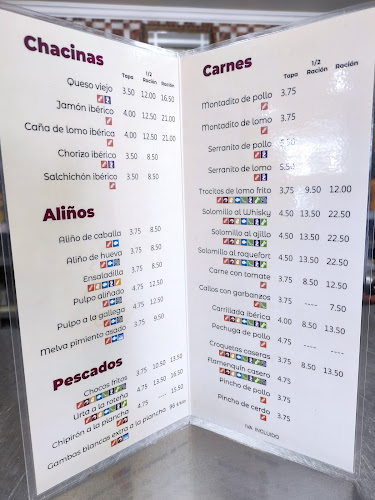 Chacinas
Tapa 1/2 Ración Ración
Queso viejo 3.50 12.00 16.50
Jamón ibérico 4.00 12.50 21.00
Caña de lomo ibérica 4.00 12.50 21.00
Chorizo ibérico 3.50 8.50
Salchichón ibérico 3.50 8.50
Aliños
Aliño de caballa 3.75 8.50
Aliño de hueva 3.75 8.50
Ensaladilla 3.75 8.50
Pulpo aliñado 4.75 12.50
Pulpo a la gallega 4.75 12.50
Melva pimiento asado 3.75 9.50
Pescados
Chocos fritos 3.75 10.50 13.50
Urta a la roteña 4.75 13.50 16.50
Chipirón a la plancha 4.75 ---- 15.50
Gambas blancas extra a la plancha
Carnes
Tapa 1/2 Ración Ración
Montadito de pollo 3.75
Montadito de lomo 3.75
Serranito de pollo 5.50
Serranito de lomo 5.50
Trocitos de lomo frito 3.75 9.50 12.00
Solomillo al Whisky 4.50 13.50 22.50
Solomillo al ajillo 4.50 13.50 22.50
Solomillo al roquefort 4.50 13.50 22.50
Carne con tomate 3.75 8.50 12.50
Callos con garbanzos 3.75 ---- 7.50
Carrillada ibérica 4.00 8.50 13.50
Pechuga de pollo 4.75 ----
Croquetas caseras 3.75 8.50 13.50
Flamenquín casero 4.75
Pincho de pollo 4.75
Pincho de cerdo 3.75
IVA INCLUIDO